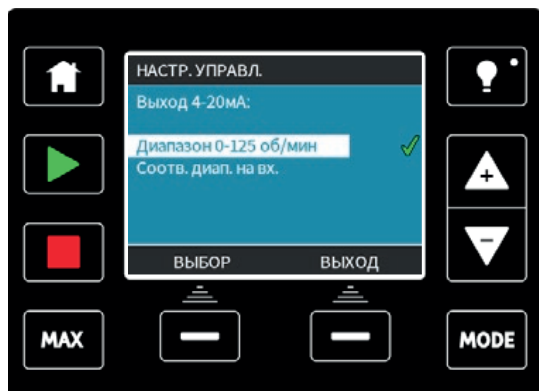 НАСТР. УПРАВЛ.
Выход 4-20мА:
Диапазон 0-125 об/мин
Соотв. диап. на вх.
ВЫБОР ВЫХОД
MAX
MODE